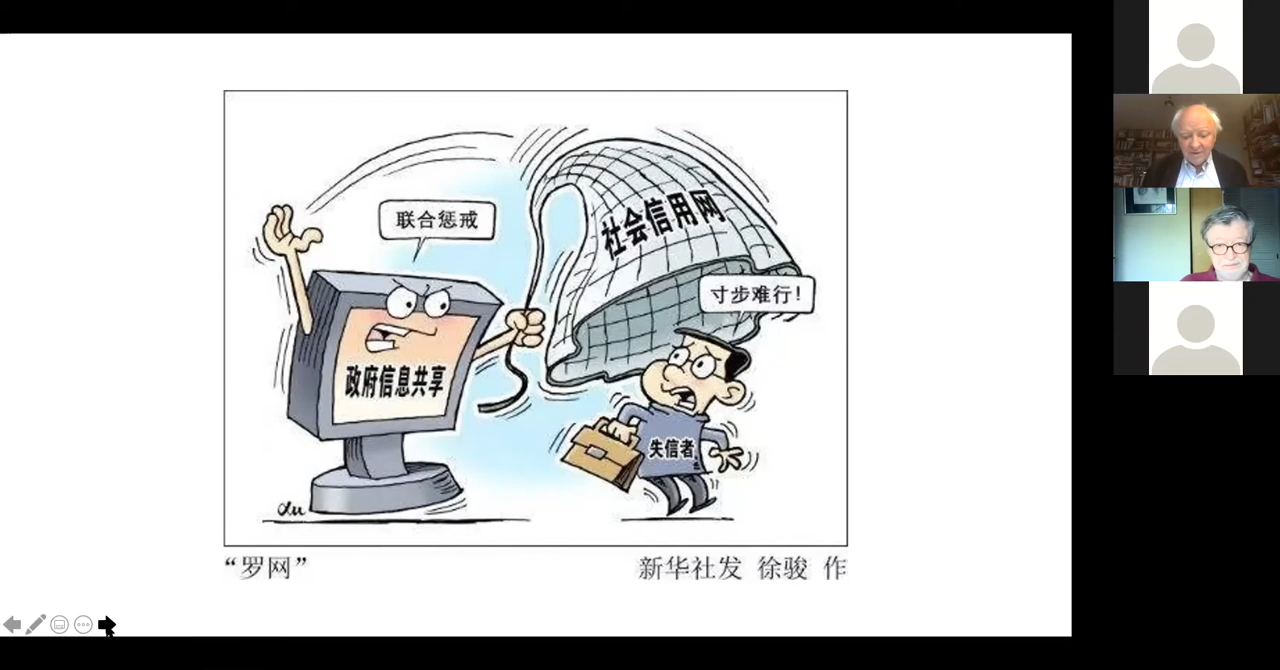 联合惩戒
社会信用网
寸步难行！
政府信息共享
失信者
“罗网”
新华社发 徐骏 作